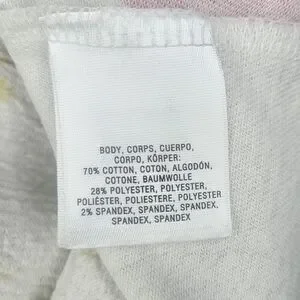 BODY, CORPS, CUERPO,
CORPO, KÖRPER:
70% COTTON, COTON, ALGODÓN,
COTONE, BAUMWOLLE
28% POLYESTER, POLYESTER,
POLIÉSTER, POLIESTERE, POLYESTER
2% SPANDEX, SPANDEX, SPANDEX,
SPANDEX, SPANDEX